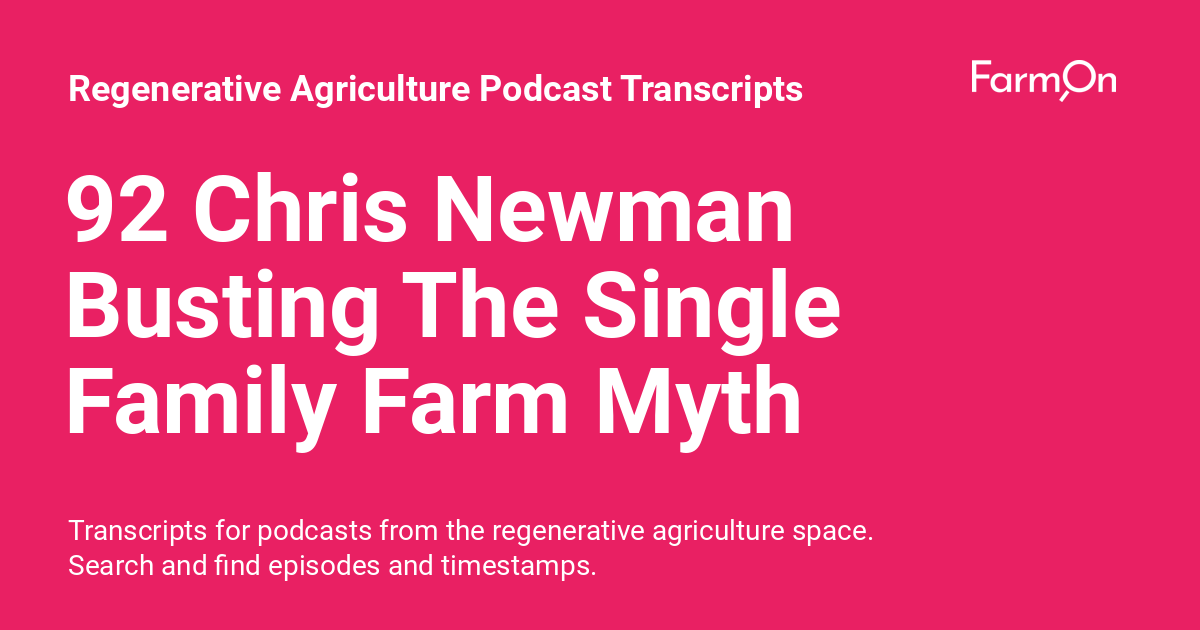 Regenerative Agriculture Podcast Transcripts
FarmOn
92 Chris Newman
Busting The Single
Family Farm Myth
Transcripts for podcasts from the regenerative agriculture space.
Search and find episodes and timestamps.